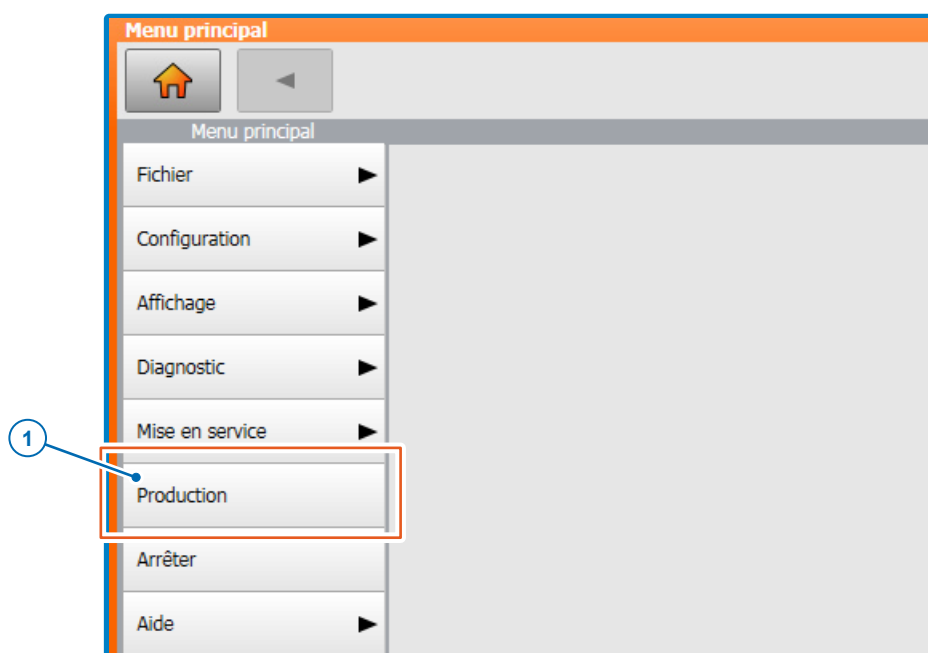 Menu principal
Menu principal
Fichier
Configuration
Affichage
Diagnostic
Mise en service
1
Production
Arrêter
Aide